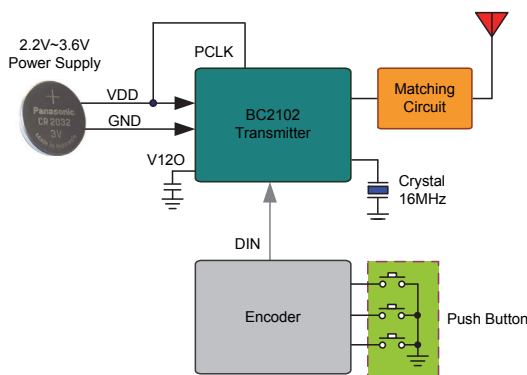 2.2V~3.6V
Power Supply
PCLK
VDD
GND
V12O
+
Panasonic
CR 2032
3V
BC2102
Transmitter
Matching
Circuit
Crystal
16MHz
DIN
Encoder
Push Button